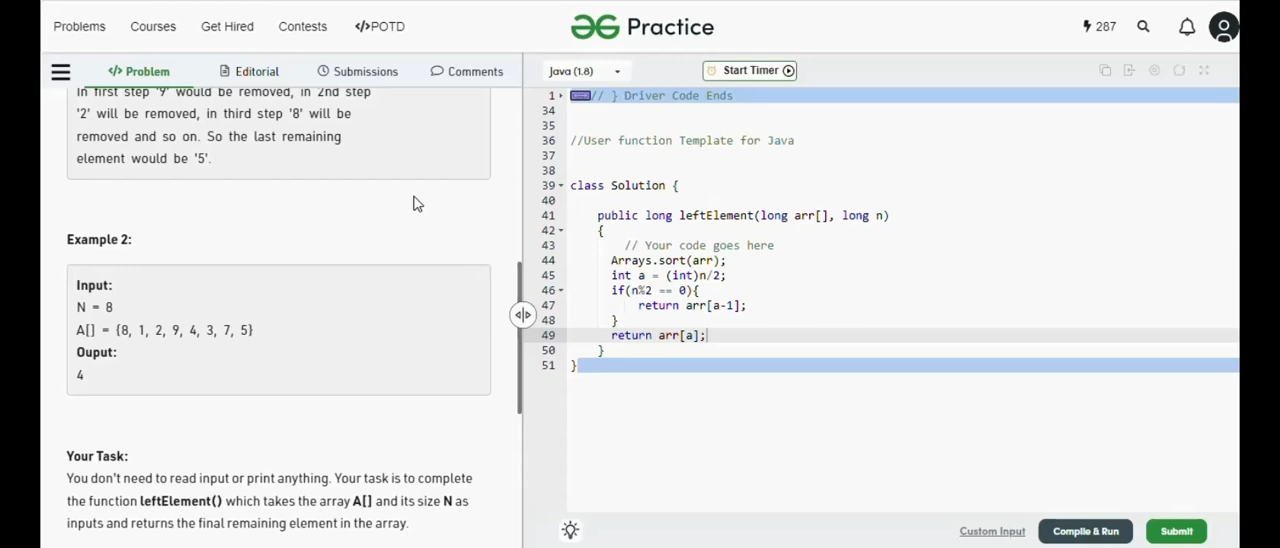 Problems Courses Get Hired Contests </>POTD
Practice
287
</> Problem Editorial Submissions Comments
Java (1.8) Start Timer
In first step '9' would be removed, in 2nd step
'2' will be removed, in third step '8' will be
removed and so on. So the last remaining
element would be '5'.
Example 2:
Input:
N = 8
A[] = {8, 1, 2, 9, 4, 3, 7, 5}
Ouput:
4
Your Task:
You don't need to read input or print anything. Your task is to complete
the function leftElement() which takes the array A[] and its size N as
inputs and returns the final remaining element in the array.
1 // } Driver Code Ends
34
35
36 //User function Template for Java
37
38
39 class Solution {
40
41 public long leftElement(long arr[], long n)
42 {
43 // Your code goes here
44 Arrays.sort(arr);
45 int a = (int)n/2;
46 if(n%2 == 0){
47 return arr[a-1];
48 }
49 return arr[a];
50 }
51 }
Custom Input Compile & Run Submit